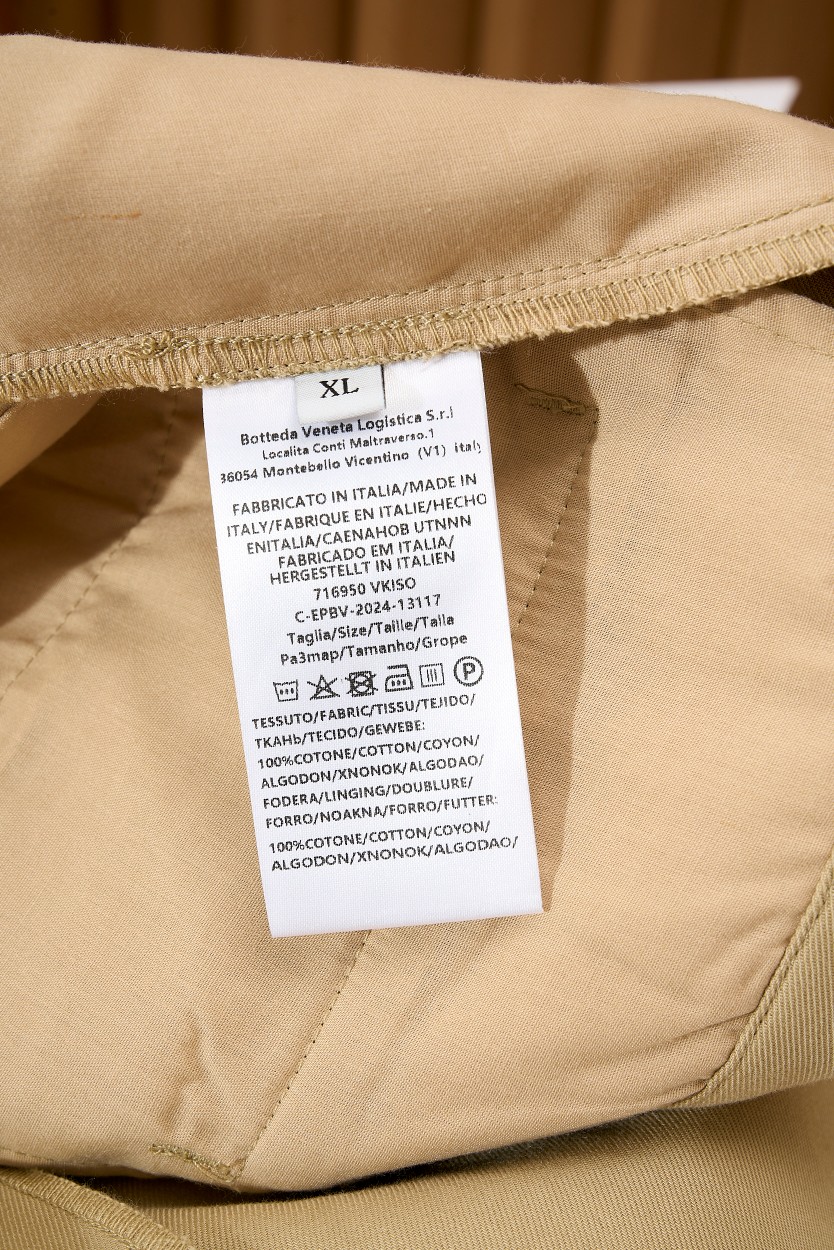 XL
Botteda Veneta Logistica S.r.l
Localita Conti Maltraverso.1
36054 Montebello Vicentino (V1) italy
FABBRICATO IN ITALIA/MADE IN
ITALY/FABRIQUE EN ITALIE/HECHO
ENITALIA/CAENAHOB UTNNN
FABRICADO EM ITALIA/
HERGESTELLT IN ITALIEN
716950 VKISO
C-EPBV-2024-13117
Taglia/Size/Taille/Talla
Pa3map/Tamanho/Grope
P
TESSUTO/FABRIC/TISSU/TEJIDO/
TKAHb/TECIDO/GEWEBE:
100%COTONE/COTTON/COYON/
ALGODON/XNONOK/ALGODAO/
FODERA/LINGING/DOUBLURE/
FORRO/NOAKNA/FORRO/FUTTER:
100%COTONE/COTTON/COYON/
ALGODON/XNONOK/ALGODAO/